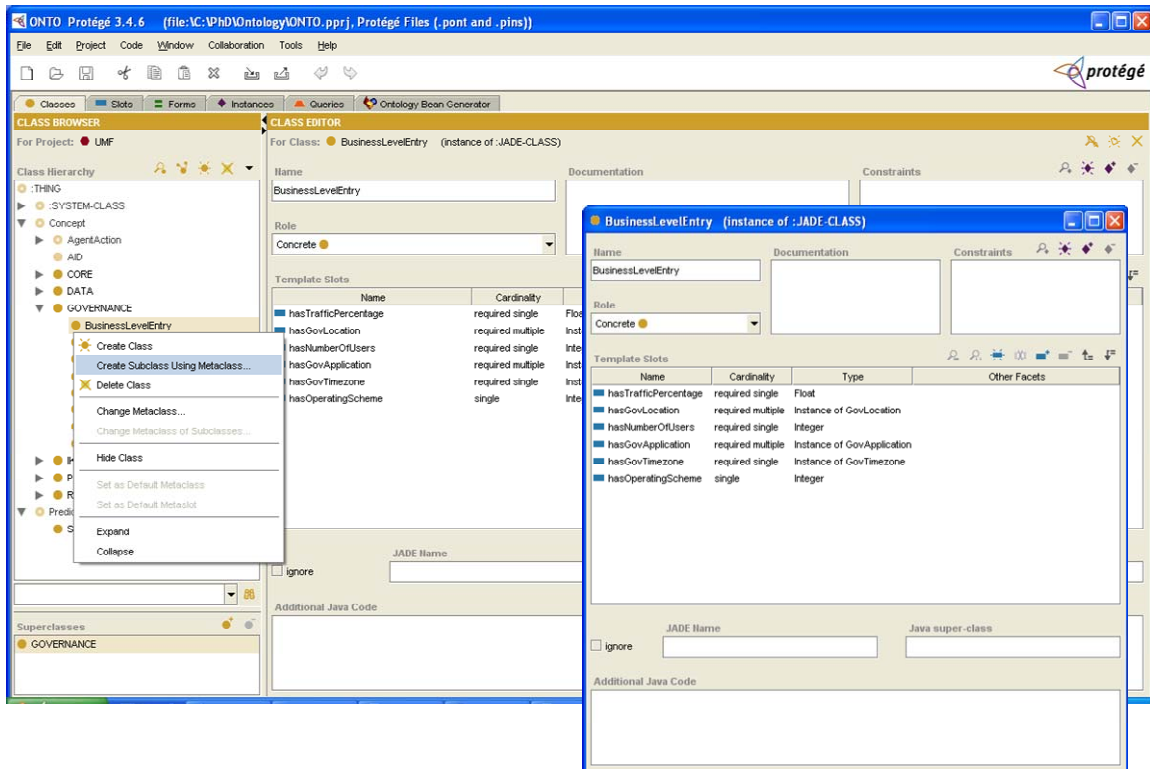 ONTO Protégé 3.4.6 (file:\C:\PhD\Ontology\ONTO.pprj, Protégé Files (.pont and .pins))
File Edit Project Code Window Collaboration Tools Help
protégé
Classes Slots Forms Instances Queries Ontology Bean Generator
CLASS BROWSER
For Project: UMF
Class Hierarchy
:THING
:SYSTEM-CLASS
Concept
AgentAction
AID
CORE
DATA
GOVERNANCE
BusinessLevelEntry
Create Class
Create Subclass Using Metaclass...
Delete Class
Change Metaclass...
Change Metaclass of Subclasses...
Hide Class
Set as Default Metaclass
Set as Default Metaslot
Expand
Collapse
P
R
Predic
S
Superclasses
GOVERNANCE
CLASS EDITOR
For Class: BusinessLevelEntry (instance of :JADE-CLASS)
Name Documentation Constraints
BusinessLevelEntry
Role
Concrete
Template Slots
Name Cardinality
hasTrafficPercentage required single Floa
hasGovLocation required multiple Inst
hasNumberOfUsers required single Inte
hasGovApplication required multiple Inst
hasGovTimezone required single Inst
hasOperatingScheme single Inte
JADE Name
ignore
Additional Java Code
BusinessLevelEntry (instance of :JADE-CLASS)
Name Documentation Constraints
BusinessLevelEntry
Role
Concrete
Template Slots
Name Cardinality Type Other Facets
hasTrafficPercentage required single Float
hasGovLocation required multiple Instance of GovLocation
hasNumberOfUsers required single Integer
hasGovApplication required multiple Instance of GovApplication
hasGovTimezone required single Instance of GovTimezone
hasOperatingScheme single Integer
JADE Name Java super-class
ignore
Additional Java Code